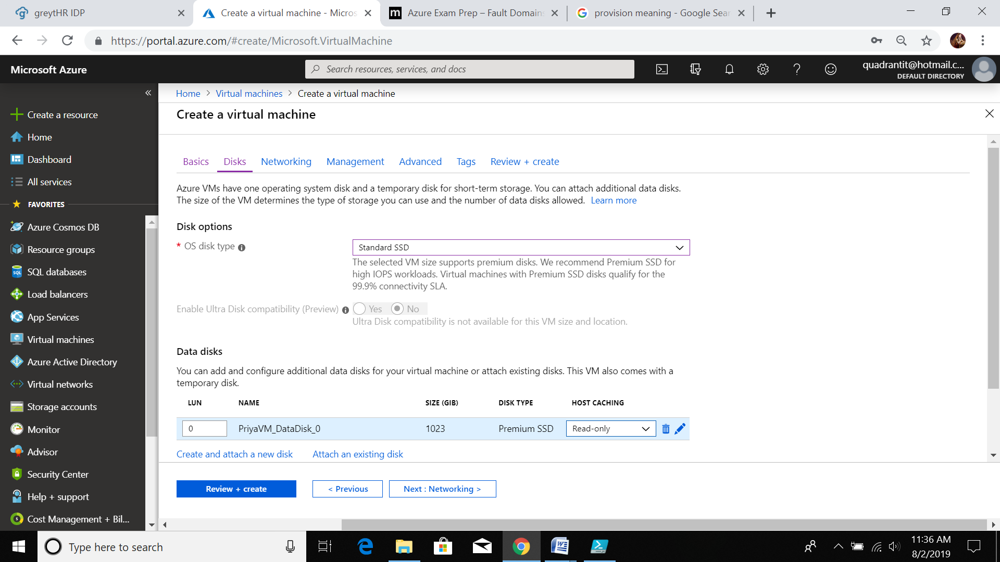 greytHR IDP
Create a virtual machine - Micros
Azure Exam Prep – Fault Domains
provision meaning - Google Sear
https://portal.azure.com/#create/Microsoft.VirtualMachine
Microsoft Azure
Search resources, services, and docs
quadrantit@hotmail.c...
DEFAULT DIRECTORY
Create a resource
Home
Dashboard
All services
FAVORITES
Azure Cosmos DB
Resource groups
SQL databases
Load balancers
App Services
Virtual machines
Azure Active Directory
Virtual networks
Storage accounts
Monitor
Advisor
Security Center
Help + support
Cost Management + Bil...
Home > Virtual machines > Create a virtual machine
Create a virtual machine
Basics Disks Networking Management Advanced Tags Review + create
Azure VMs have one operating system disk and a temporary disk for short-term storage. You can attach additional data disks.
The size of the VM determines the type of storage you can use and the number of data disks allowed. Learn more
Disk options
* OS disk type
Standard SSD
The selected VM size supports premium disks. We recommend Premium SSD for
high IOPS workloads. Virtual machines with Premium SSD disks qualify for the
99.9% connectivity SLA.
Enable Ultra Disk compatibility (Preview) Yes No
Ultra Disk compatibility is not available for this VM size and location.
Data disks
You can add and configure additional data disks for your virtual machine or attach existing disks. This VM also comes with a
temporary disk.
LUN NAME SIZE (GIB) DISK TYPE HOST CACHING
0 PriyaVM_DataDisk_0 1023 Premium SSD Read-only
Create and attach a new disk Attach an existing disk
Review + create < Previous Next : Networking >
Type here to search
11:36 AM
8/2/2019